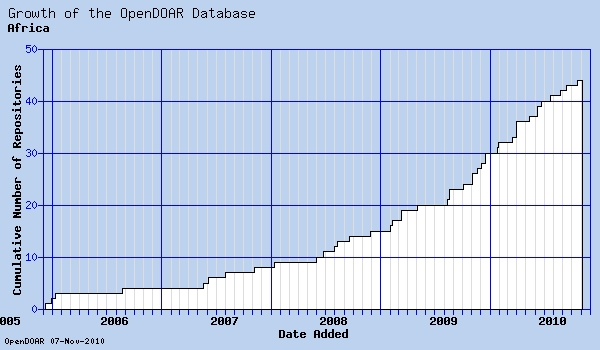 Growth of the OpenDOAR Database
Africa
Cumulative Number of Repositories
50
40
30
20
10
0
005 2006 2007 2008 2009 2010
Date Added
OpenDOAR 07-Nov-2010